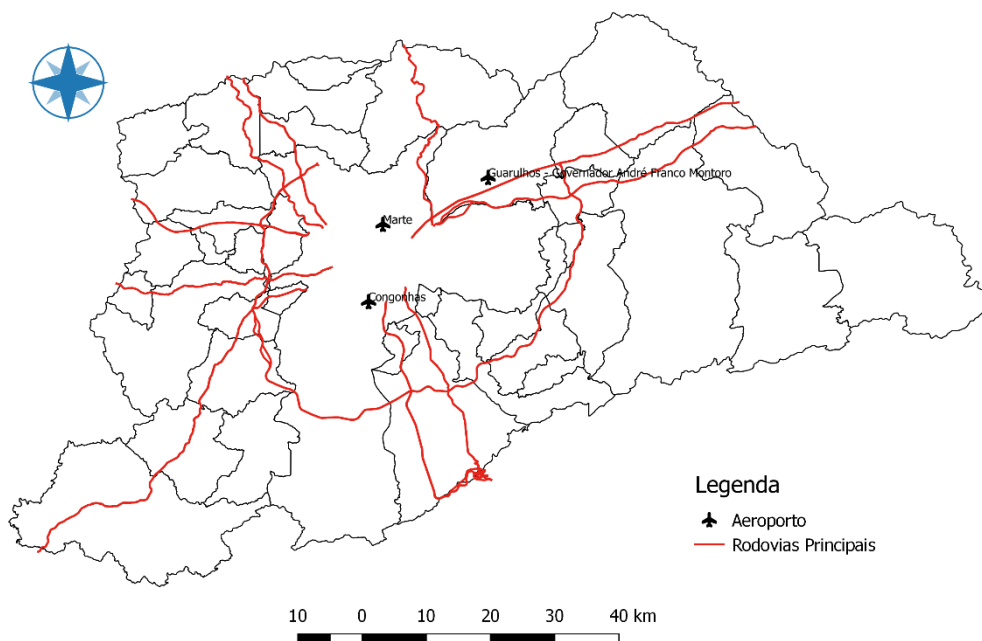 Guarulhos - Governador André Franco Montoro
Marte
Congonhas
Legenda
Aeroporto
Rodovias Principais
10 0 10 20 30 40 km